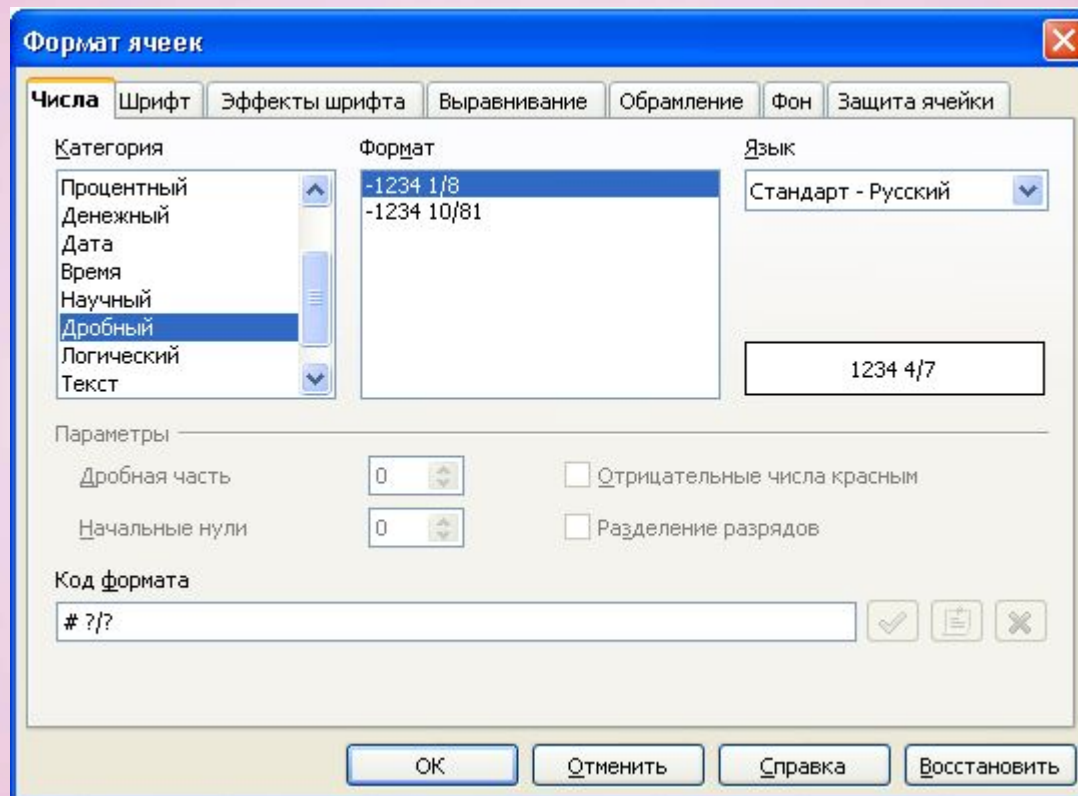 Формат ячеек
Числа Шрифт Эффекты шрифта Выравнивание Обрамление Фон Защита ячейки
Категория Формат Язык
Процентный
Денежный
Дата
Время
Научный
Дробный
Логический
Текст
-1234 1/8
-1234 10/81
Стандарт - Русский
1234 4/7
Параметры
Дробная часть 0 Отрицательные числа красным
Начальные нули 0 Разделение разрядов
Код формата
# ?/?
ОК Отменить Справка Восстановить